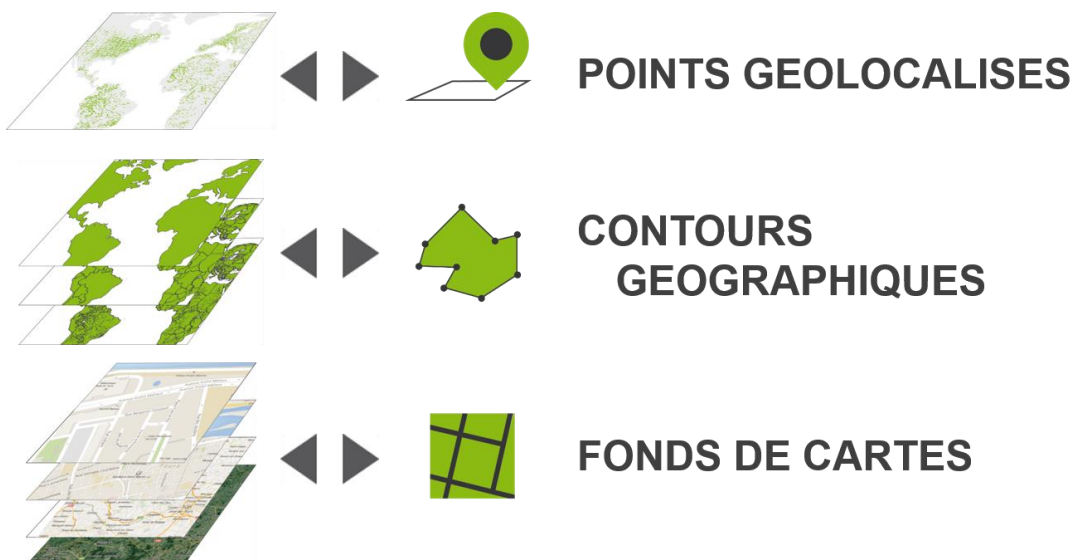 POINTS GEOLOCALISES
CONTOURS
GEOGRAPHIQUES
FONDS DE CARTES